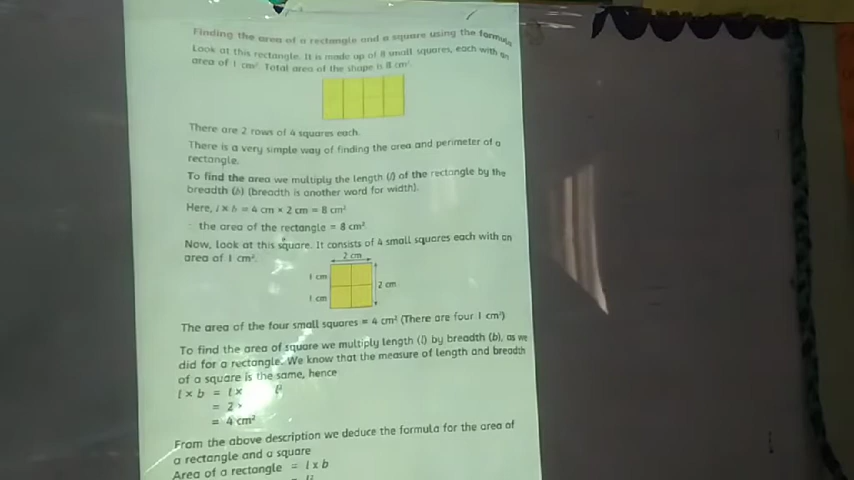 Finding the area of a rectangle and a square using the formula
Look at this rectangle. It is made up of 8 small squares, each with an
area of 1 cm². Total area of the shape is 8 cm².
There are 2 rows of 4 squares each.
There is a very simple way of finding the area and perimeter of a
rectangle.
To find the area we multiply the length (l) of the rectangle by the
breadth (b) (breadth is another word for width).
Here, l × b = 4 cm × 2 cm = 8 cm²
∴ the area of the rectangle = 8 cm².
Now, look at this square. It consists of 4 small squares each with an
area of 1 cm².
2 cm
1 cm
2 cm
1 cm
The area of the four small squares = 4 cm² (There are four 1 cm²)
To find the area of square we multiply length (l) by breadth (b), as we
did for a rectangle. We know that the measure of length and breadth
of a square is the same, hence
l × b = l × l²
= 2 ×
= 4 cm²
From the above description we deduce the formula for the area of
a rectangle and a square
Area of a rectangle = l × b
l²